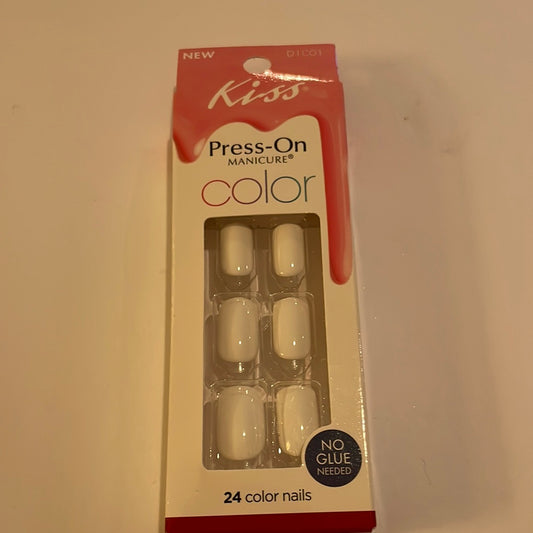 NEW
D1C01
Kiss®
Press-On
MANICURE®
color
NO
GLUE
NEEDED
24 color nails